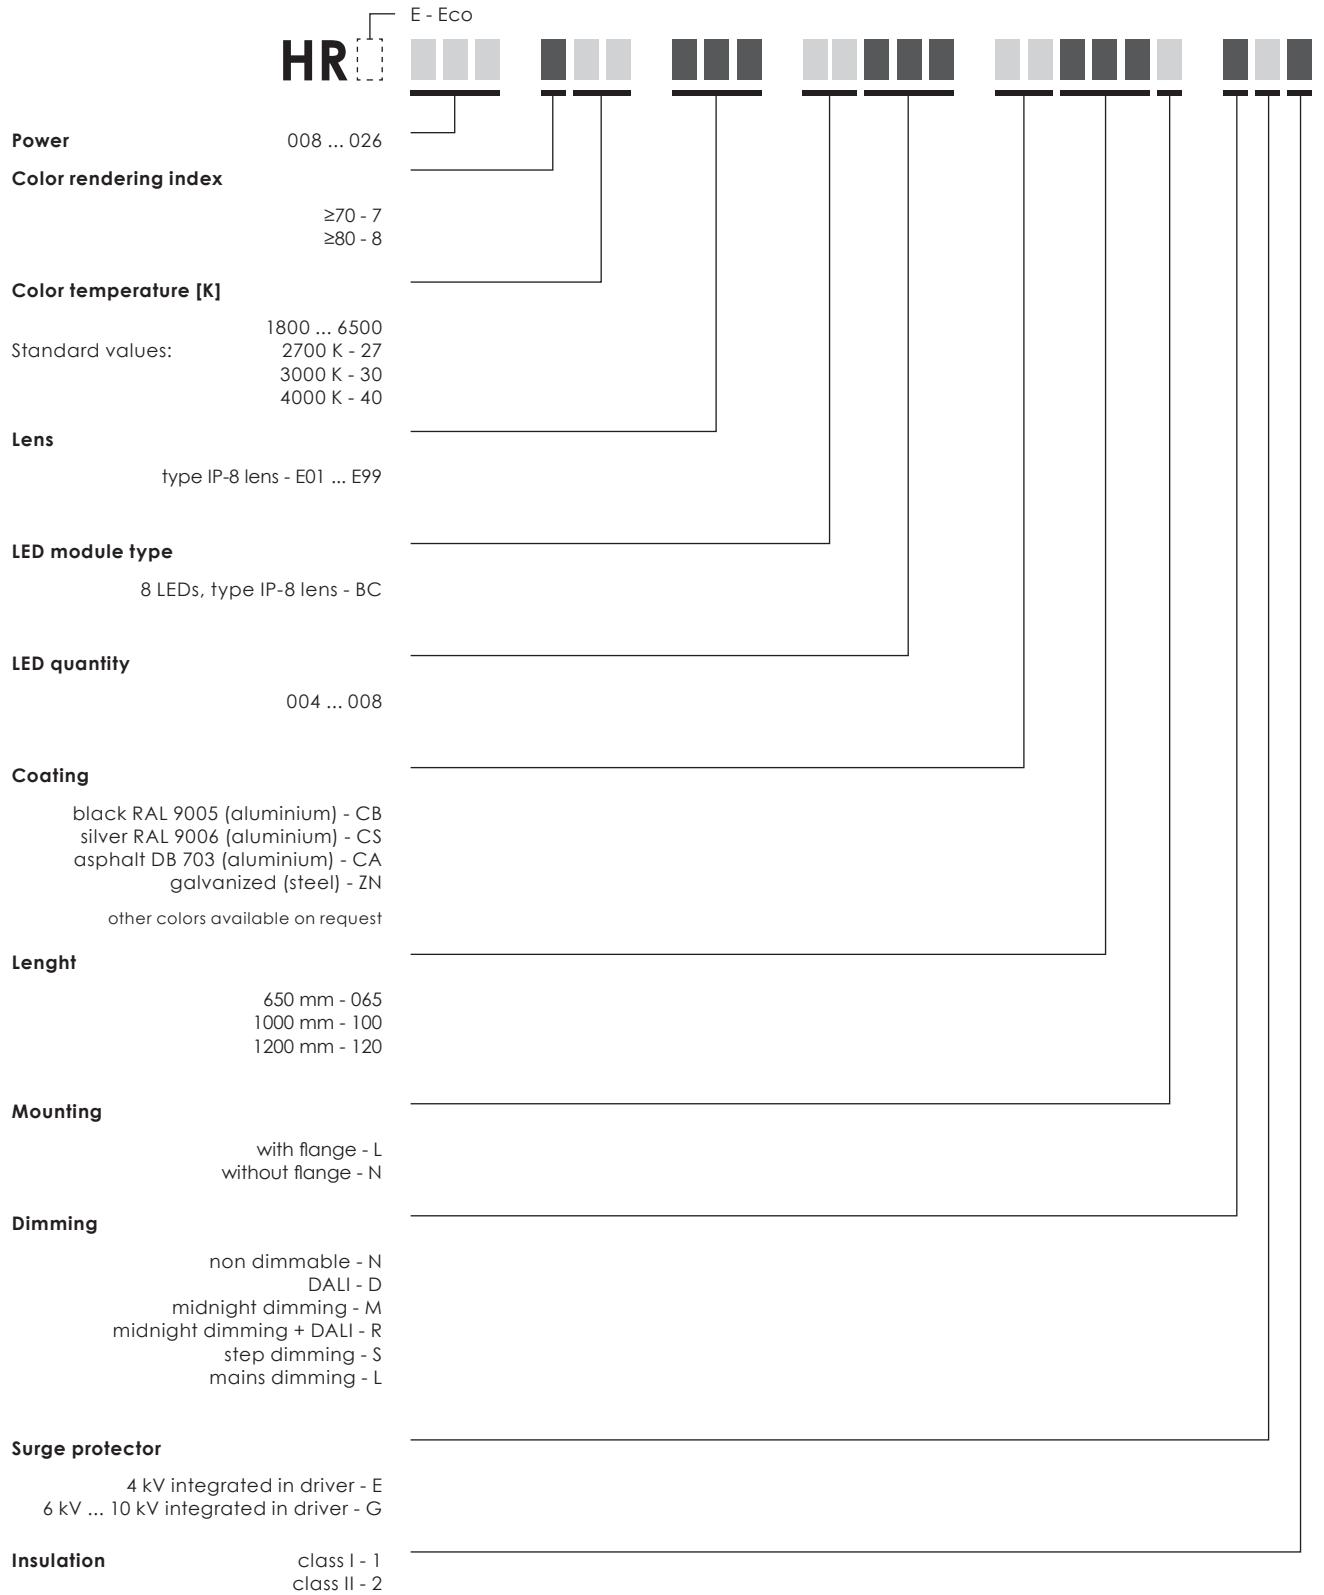 E - Eco
HR
Power 008 ... 026
Color rendering index
≥70 - 7
≥80 - 8
Color temperature [K]
1800 ... 6500
Standard values: 2700 K - 27
3000 K - 30
4000 K - 40
Lens
type IP-8 lens - E01 ... E99
LED module type
8 LEDs, type IP-8 lens - BC
LED quantity
004 ... 008
Coating
black RAL 9005 (aluminium) - CB
silver RAL 9006 (aluminium) - CS
asphalt DB 703 (aluminium) - CA
galvanized (steel) - ZN
other colors available on request
Lenght
650 mm - 065
1000 mm - 100
1200 mm - 120
Mounting
with flange - L
without flange - N
Dimming
non dimmable - N
DALI - D
midnight dimming - M
midnight dimming + DALI - R
step dimming - S
mains dimming - L
Surge protector
4 kV integrated in driver - E
6 kV ... 10 kV integrated in driver - G
Insulation class I - 1
class II - 2